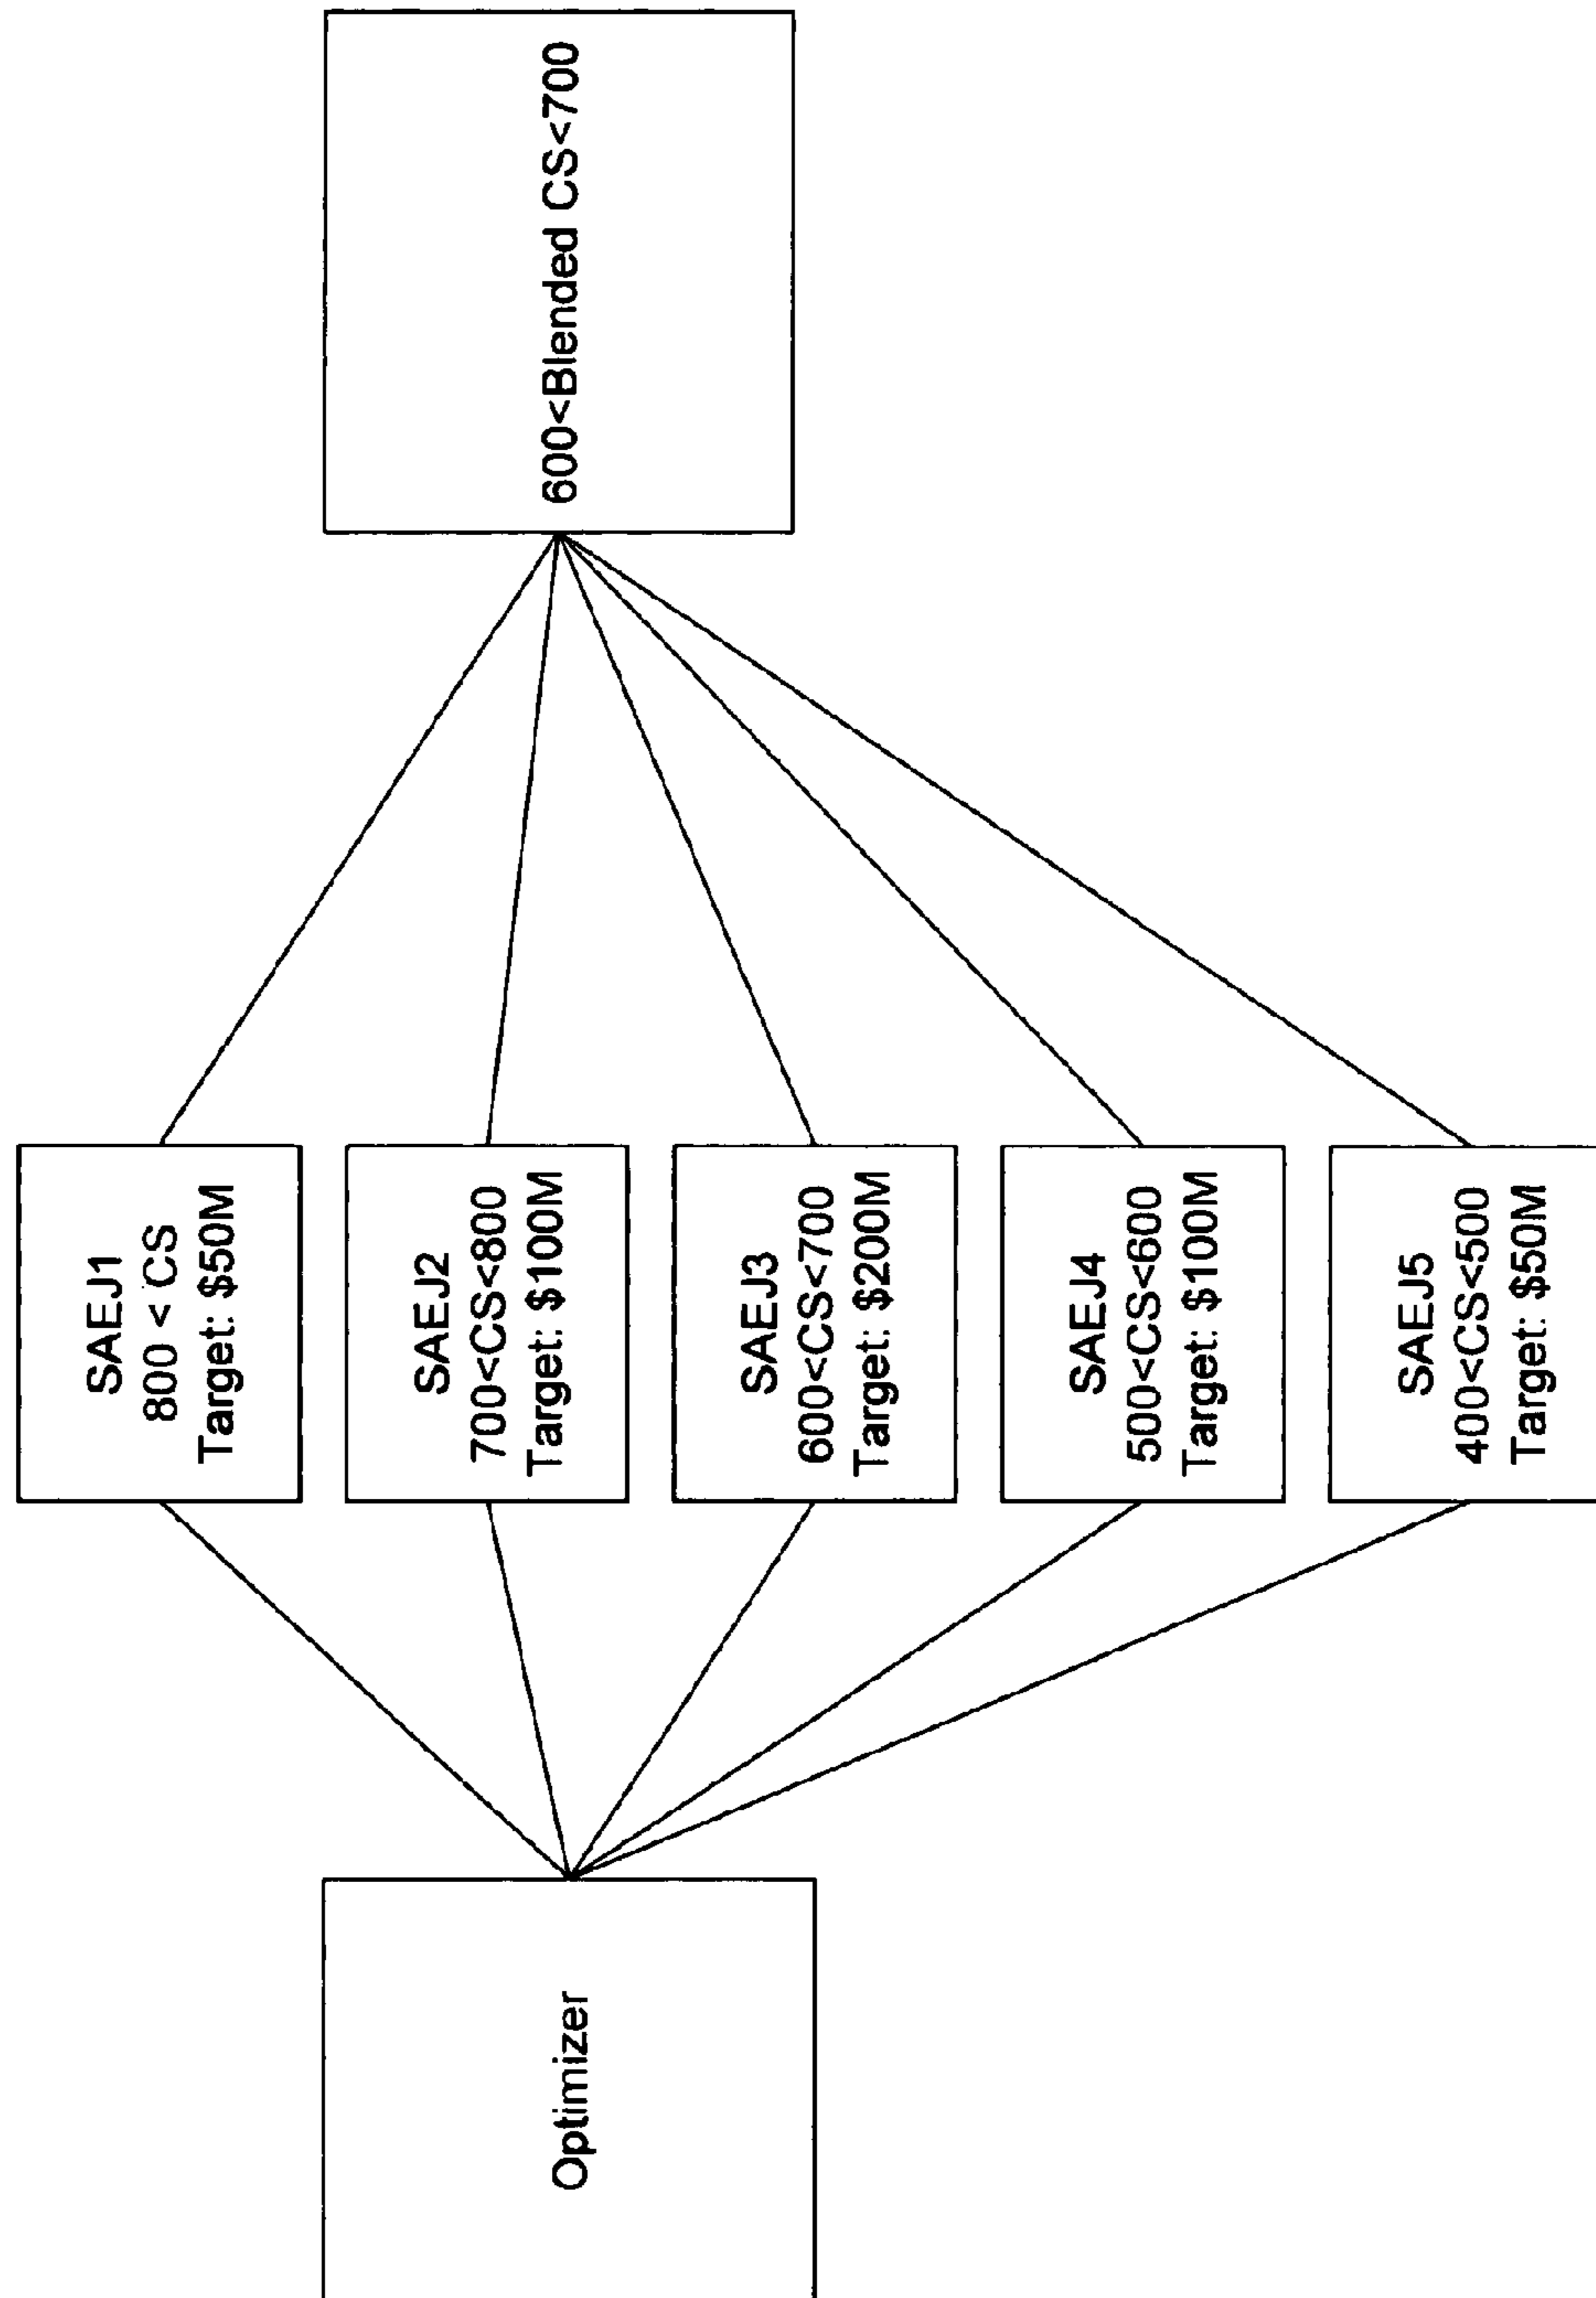 Optimizer
SAEJ1
800 < CS
Target: $50M
SAEJ2
700<CS<800
Target: $100M
SAEJ3
600<CS<700
Target: $200M
SAEJ4
500<CS<600
Target: $100M
SAEJ5
400<CS<500
Target: $50M
600<Blended CS<700